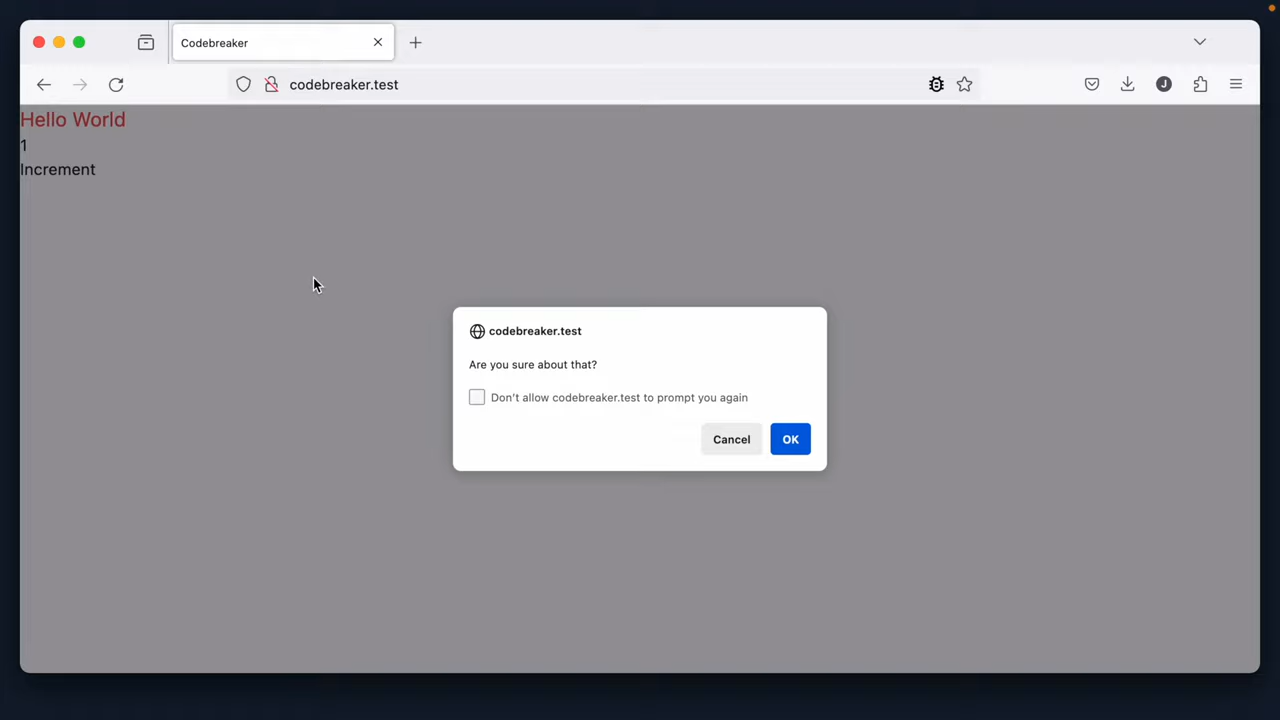 Codebreaker
codebreaker.test
J
Hello World
1
Increment
codebreaker.test
Are you sure about that?
Don't allow codebreaker.test to prompt you again
Cancel OK